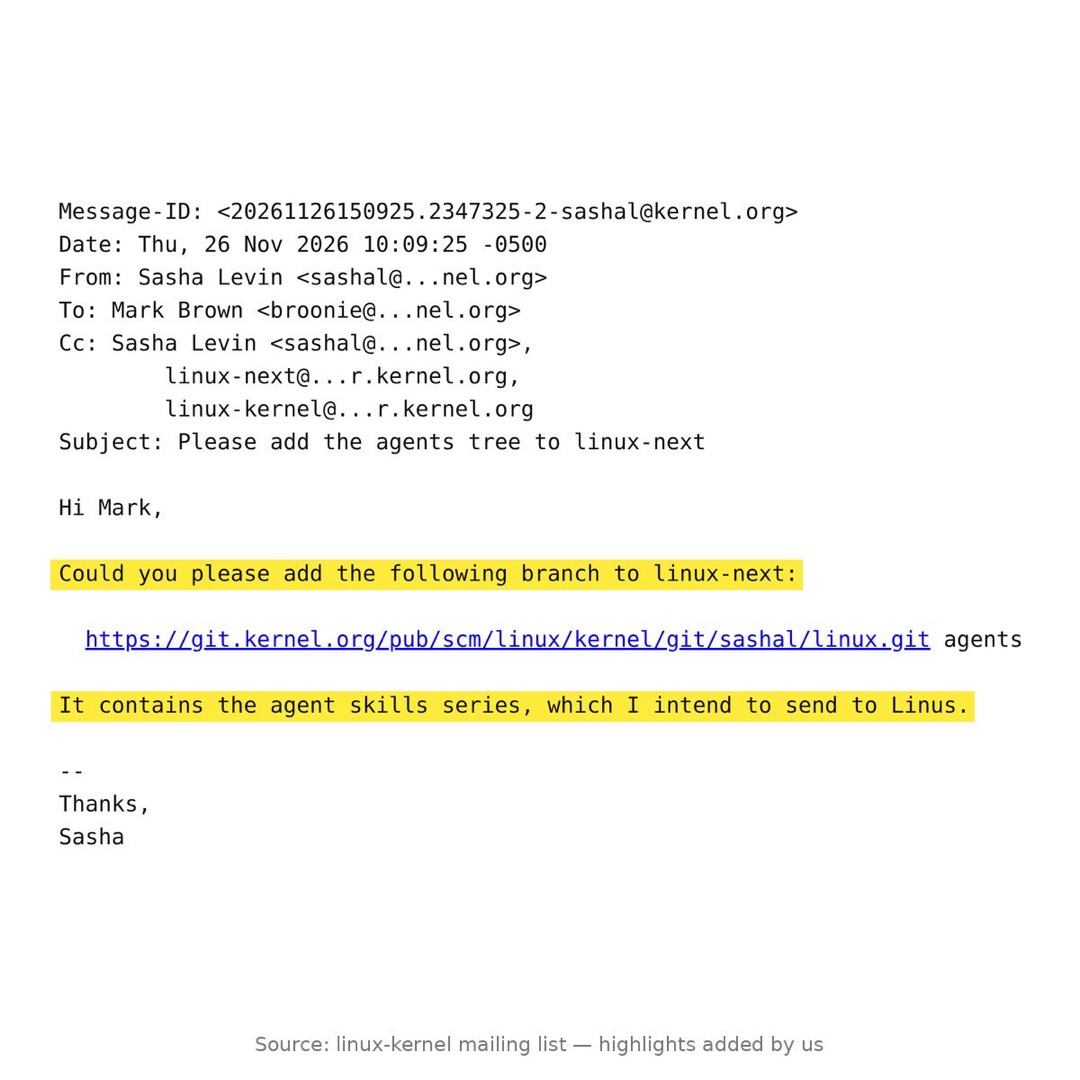 Message-ID: <20261126150925.2347325-2-sashal@kernel.org>
Date: Thu, 26 Nov 2026 10:09:25 -0500
From: Sasha Levin <sashal@...nel.org>
To: Mark Brown <broonie@...nel.org>
Cc: Sasha Levin <sashal@...nel.org>,
linux-next@...r.kernel.org,
linux-kernel@...r.kernel.org
Subject: Please add the agents tree to linux-next
Hi Mark,
Could you please add the following branch to linux-next:
https://git.kernel.org/pub/scm/linux/kernel/git/sashal/linux.git agents
It contains the agent skills series, which I intend to send to Linus.
--
Thanks,
Sasha
Source: linux-kernel mailing list — highlights added by us